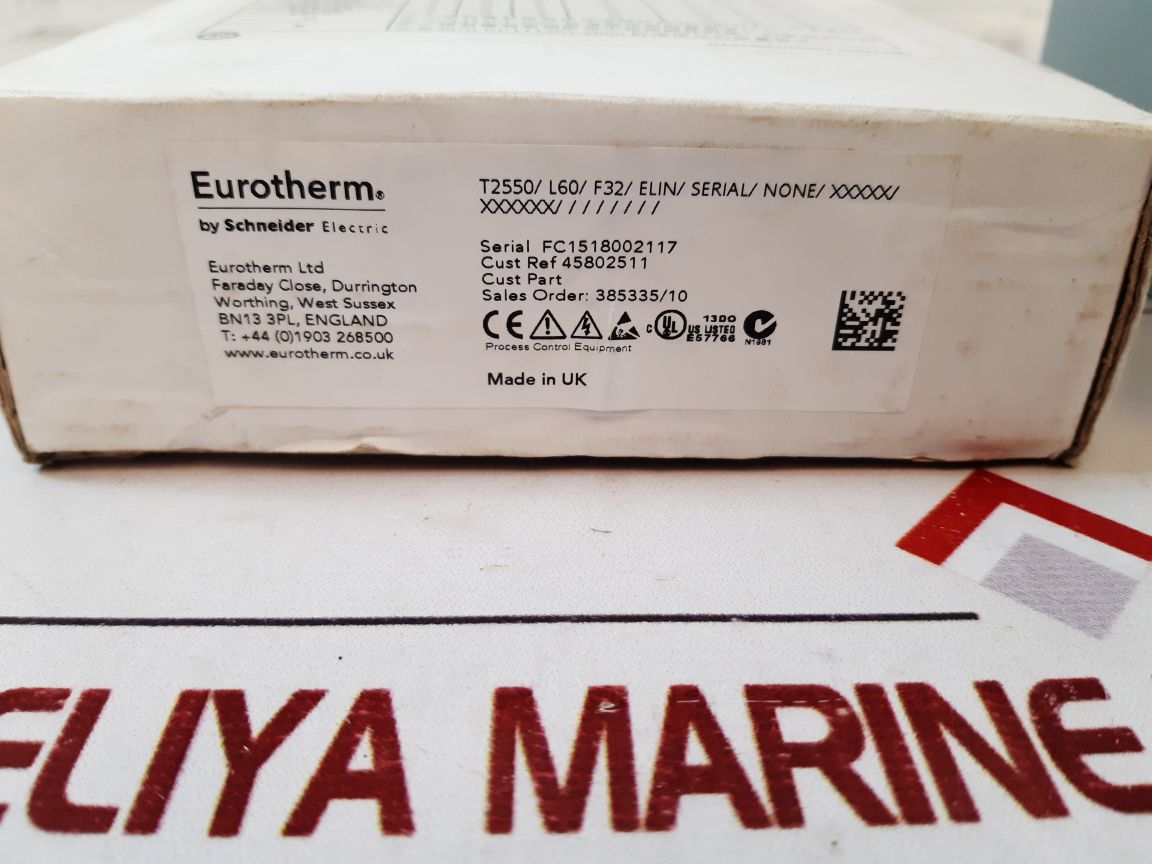 Eurotherm®
by Schneider Electric
Eurotherm Ltd
Faraday Close, Durrington
Worthing, West Sussex
BN13 3PL, ENGLAND
T: +44 (0)1903 268500
www.eurotherm.co.uk
T2550/ L60/ F32/ ELIN/ SERIAL/ NONE/ XXXXX/
XXXXXX/ / / / / / / /
Serial FC1518002117
Cust Ref 45802511
Cust Part
Sales Order: 385335/10
CE c UL US LISTED 13DO E57766 N1981
Process Control Equipment
Made in UK
ELIYA MARINE